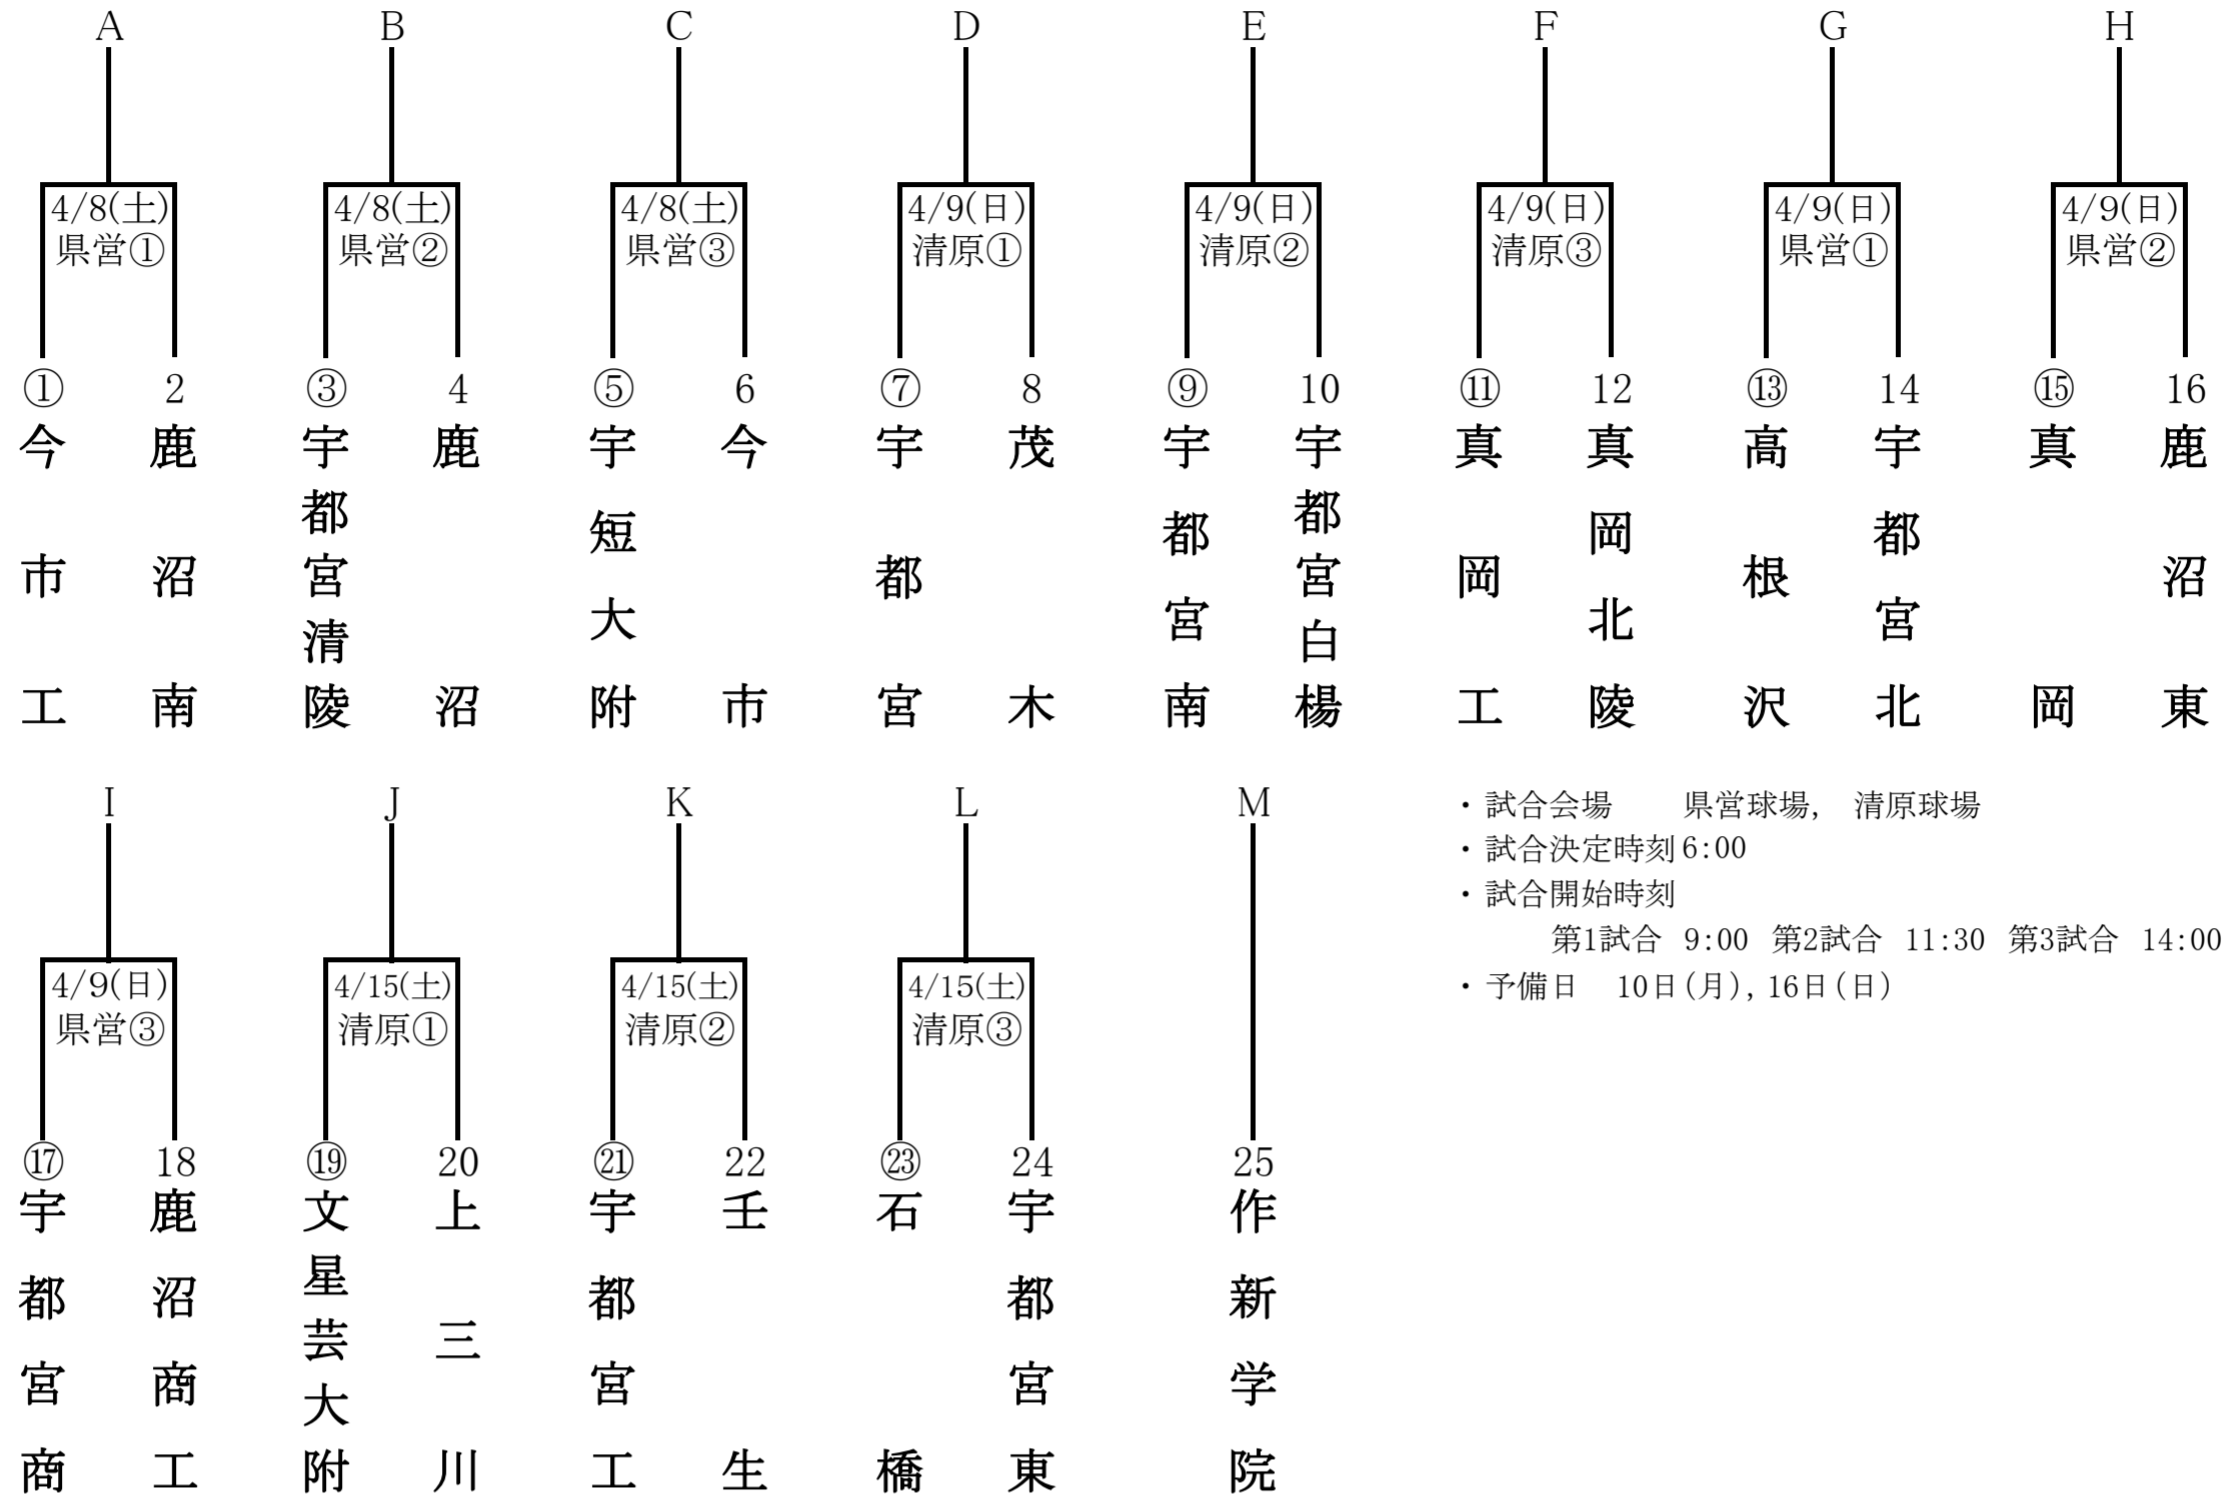 A B C D E F G H
4/8(土) 4/8(土) 4/8(土) 4/9(日) 4/9(日) 4/9(日) 4/9(日) 4/9(日)
県営① 県営② 県営③ 清原① 清原② 清原③ 県営① 県営②
① 2 ③ 4 ⑤ 6 ⑦ 8 ⑨ 10 ⑪ 12 ⑬ 14 ⑮ 16
今市工
鹿沼南
宇都宮清陵
鹿沼
宇短大附
今市
宇都宮
茂木
宇都宮南
宇都宮白楊
真岡工
真岡北陵
高根沢
宇都宮北
真岡
鹿沼東
I J K L M
4/9(日) 4/15(土) 4/15(土) 4/15(土)
県営③ 清原① 清原② 清原③
⑰ 18 ⑲ 20 ㉑ 22 ㉓ 24 25
宇都宮商
鹿沼商工
文星芸大附
上三川
宇都宮工
壬生
石橋
宇都宮東
作新学院
・試合会場 県営球場, 清原球場
・試合決定時刻 6:00
・試合開始時刻
第1試合 9:00 第2試合 11:30 第3試合 14:00
・予備日 10日(月), 16日(日)